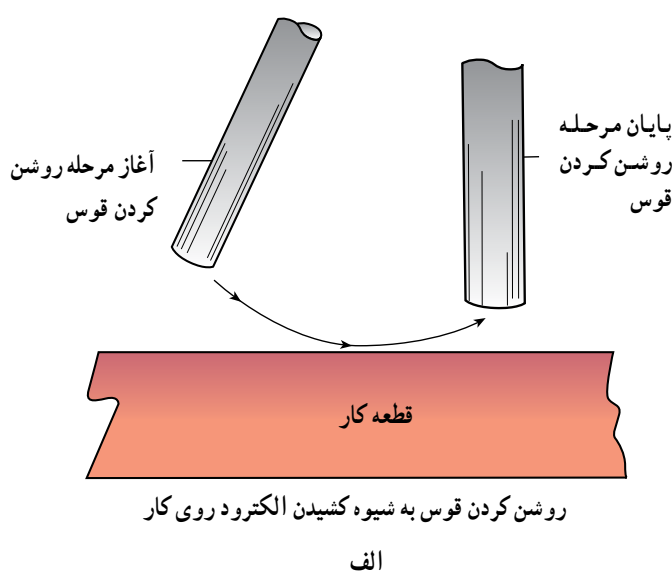 پایان مرحله
روشن کردن
قوس
آغاز مرحله روشن
کردن قوس
قطعه کار
روشن کردن قوس به شیوه کشیدن الکترود روی کار
الف